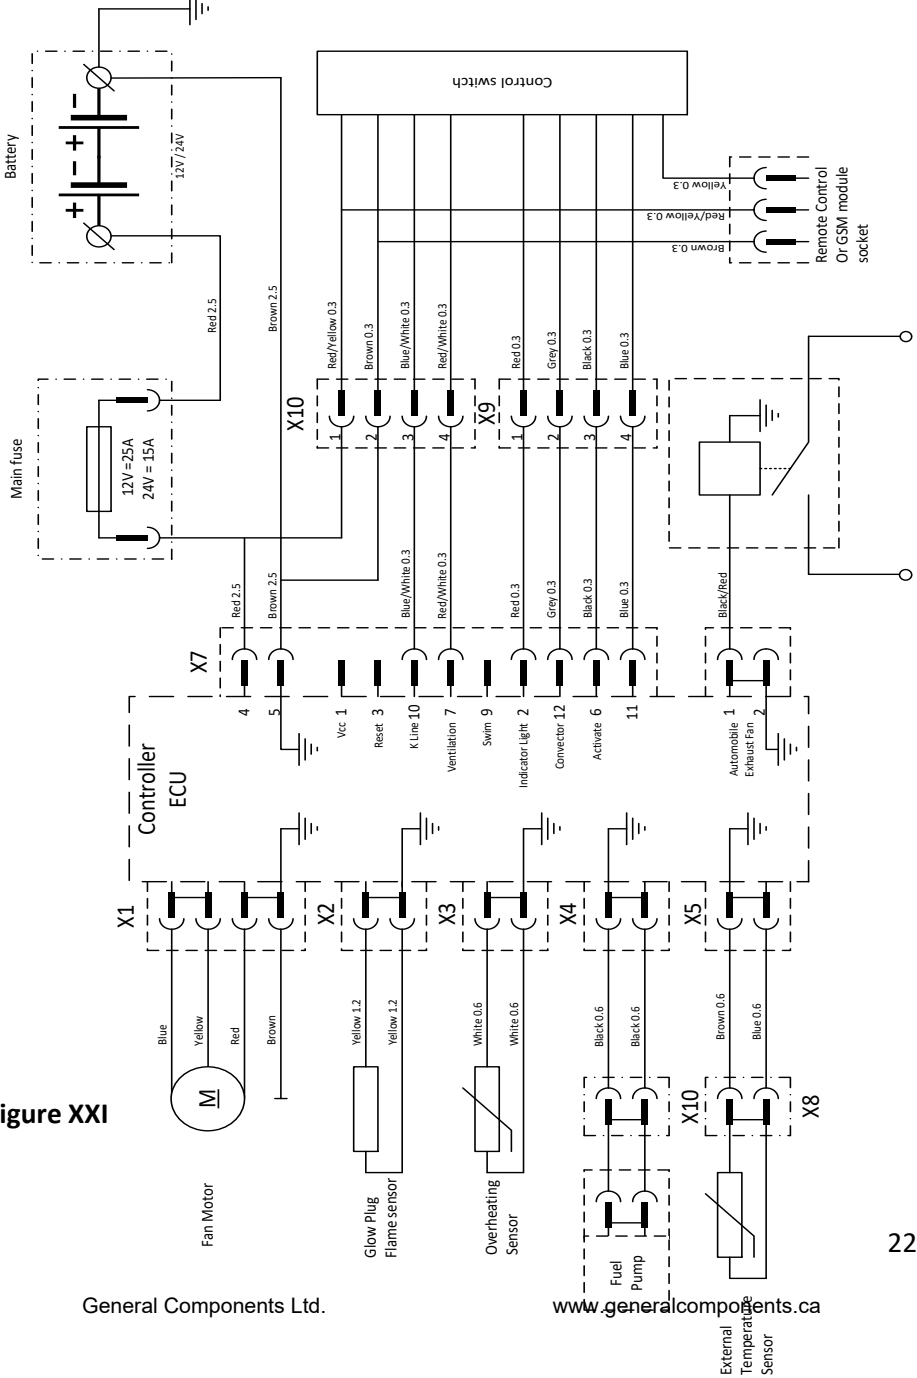 Battery
12V / 24V
Main fuse
12V =25A
24V = 15A
Red 2.5
Brown 2.5
Control switch
Yellow 0.3
Red/Yellow 0.3
Brown 0.3
Remote Control
Or GSM module
socket
Red/Yellow 0.3
Brown 0.3
Blue/White 0.3
Red/White 0.3
Red 0.3
Grey 0.3
Black 0.3
Blue 0.3
X10
1
2
3
4
X9
1
2
3
4
Red 2.5
Brown 2.5
Blue/White 0.3
Red/White 0.3
Red 0.3
Grey 0.3
Black 0.3
Blue 0.3
Black/Red
X7
4
5
Vcc 1
Reset 3
K Line 10
Ventilation 7
Swim 9
Indicator Light 2
Convector 12
Activate 6
11
Automobile 1
Exhaust Fan 2
Controller
ECU
X1
X2
X3
X4
X5
Blue
Yellow
Red
Brown
Yellow 1.2
Yellow 1.2
White 0.6
White 0.6
Black 0.6
Black 0.6
Brown 0.6
Blue 0.6
M
X10
X8
Fan Motor
Glow Plug
Flame sensor
Overheating
Sensor
Fuel
Pump
External
Temperature
Sensor
igure XXI
22
General Components Ltd.
www.generalcomponents.ca